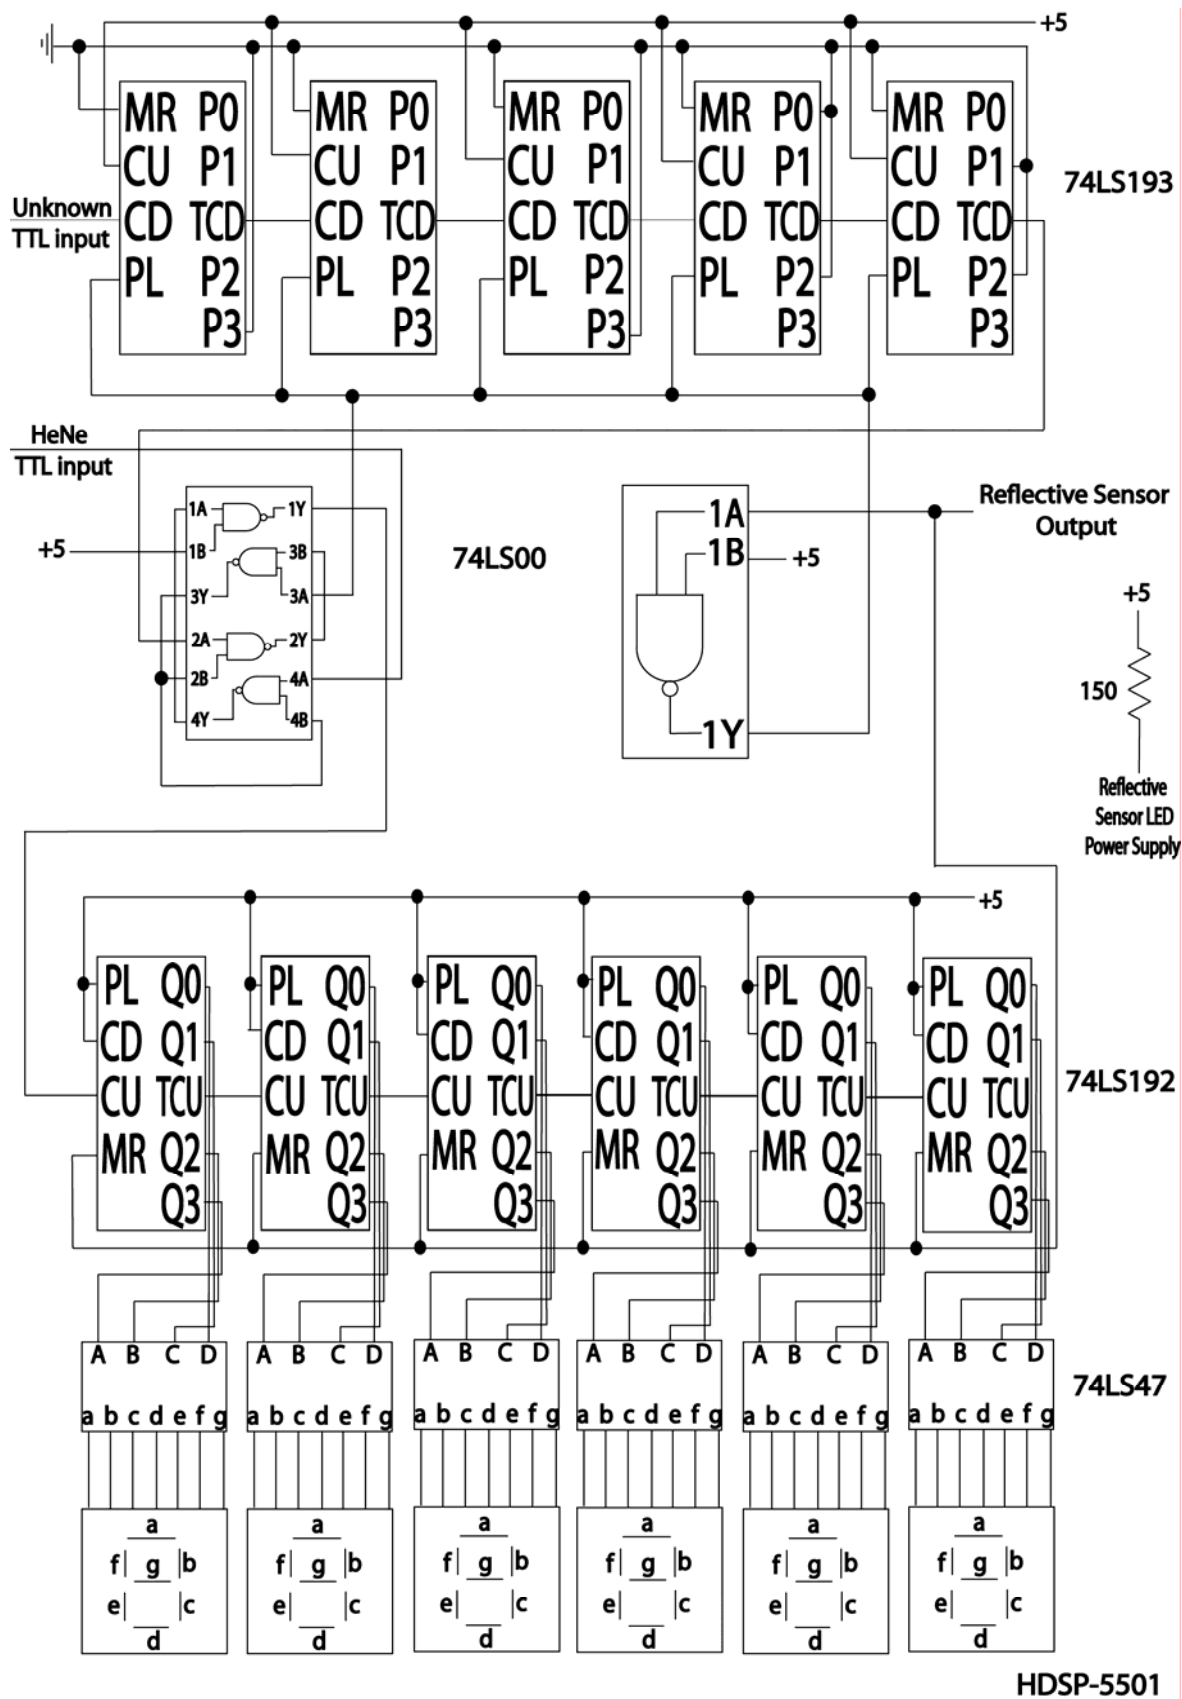 +5
MR P0 MR P0 MR P0 MR P0 MR P0
CU P1 CU P1 CU P1 CU P1 CU P1
74LS193
Unknown
TTL input
CD TCD CD TCD CD TCD CD TCD CD TCD
PL P2 PL P2 PL P2 PL P2 PL P2
P3 P3 P3 P3 P3
HeNe
TTL input
1A 1Y
+5
1B 3B
3Y 3A
2A 2Y
2B 4A
4Y 4B
74LS00
1A
1B
+5
1Y
Reflective Sensor
Output
+5
150
Reflective
Sensor LED
Power Supply
+5
PL Q0 PL Q0 PL Q0 PL Q0 PL Q0 PL Q0
CD Q1 CD Q1 CD Q1 CD Q1 CD Q1 CD Q1
74LS192
CU TCU CU TCU CU TCU CU TCU CU TCU CU TCU
MR Q2 MR Q2 MR Q2 MR Q2 MR Q2 MR Q2
Q3 Q3 Q3 Q3 Q3 Q3
A B C D A B C D A B C D A B C D A B C D A B C D
74LS47
a b c d e f g a b c d e f g a b c d e f g a b c d e f g a b c d e f g a b c d e f g
a a a a a a
f g b f g b f g b f g b f g b f g b
e c e c e c e c e c e c
d d d d d d
HDSP-5501